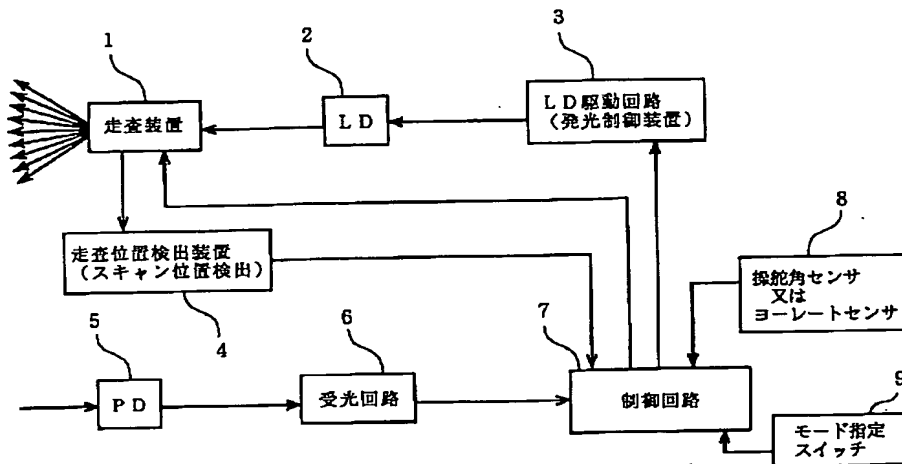 1
2
3
走査装置
LD
LD駆動回路
(発光制御装置)
走査位置検出装置
(スキャン位置検出)
4
5
6
7
8
操舵角センサ
又は
ヨーレートセンサ
PD
受光回路
制御回路
9
モード指定
スイッチ